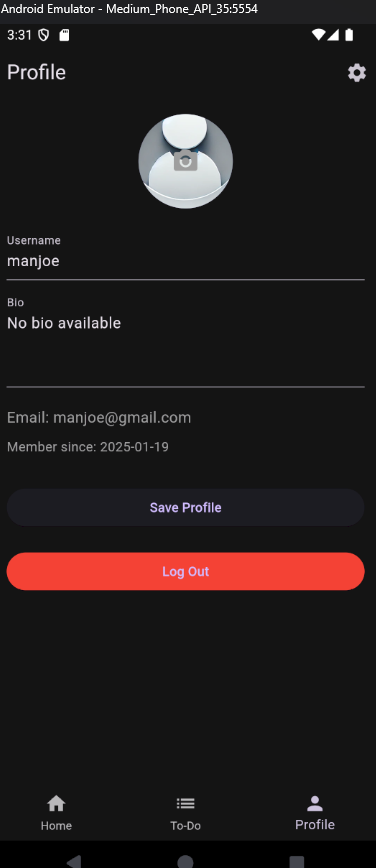 Android Emulator - Medium_Phone_API_35:5554
3:31
Profile
Username
manjoe
Bio
No bio available
Email: manjoe@gmail.com
Member since: 2025-01-19
Save Profile
Log Out
Home To-Do Profile